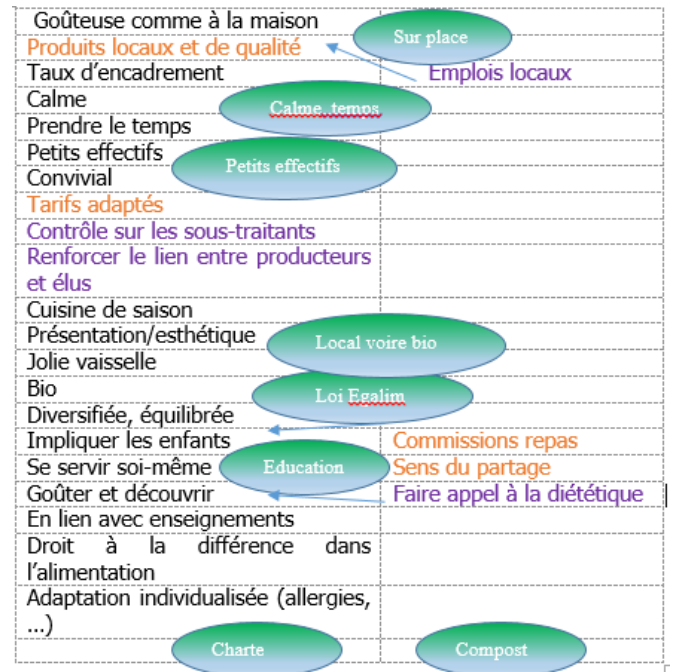 Goûteuse comme à la maison
Sur place
Produits locaux et de qualité
Taux d'encadrement
Emplois locaux
Calme
Calme, temps
Prendre le temps
Petits effectifs
Petits effectifs
Convivial
Tarifs adaptés
Contrôle sur les sous-traitants
Renforcer le lien entre producteurs
et élus
Cuisine de saison
Présentation/esthétique
Local voire bio
Jolie vaisselle
Bio
Loi Egalim
Diversifiée, équilibrée
Impliquer les enfants
Commissions repas
Se servir soi-même
Education
Sens du partage
Goûter et découvrir
Faire appel à la diététique
En lien avec enseignements
Droit à la différence dans
l'alimentation
Adaptation individualisée (allergies,
...)
Charte
Compost